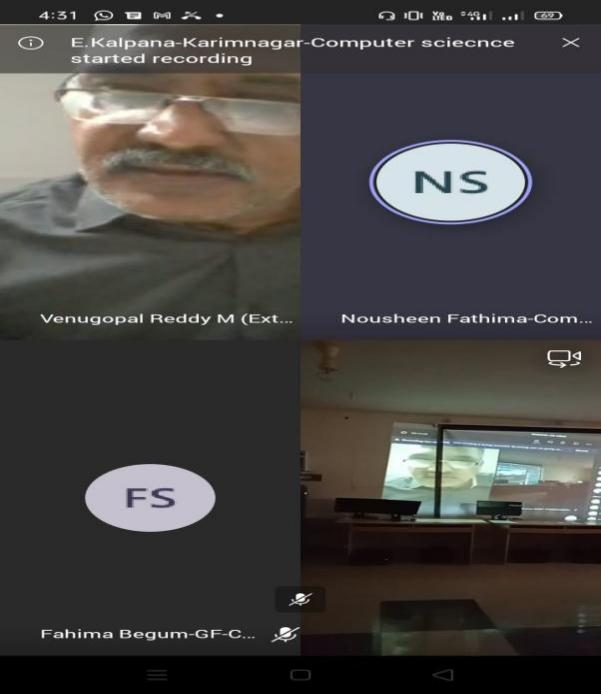 4:31
69
E.Kalpana-Karimnagar-Computer sciecnce
started recording
NS
Venugopal Reddy M (Ext...
Nousheen Fathima-Com...
FS
Fahima Begum-GF-C...